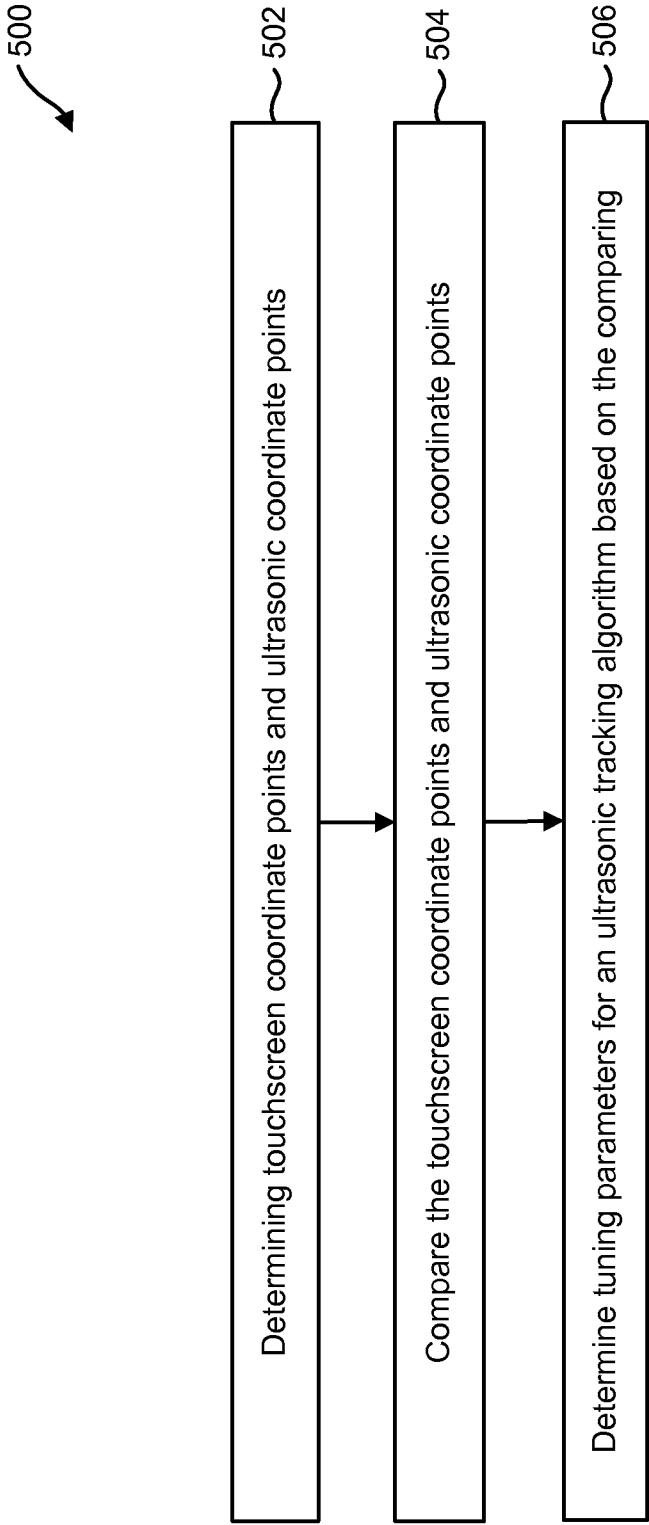 500
Determining touchscreen coordinate points and ultrasonic coordinate points
502
Compare the touchscreen coordinate points and ultrasonic coordinate points
504
Determine tuning parameters for an ultrasonic tracking algorithm based on the comparing
506